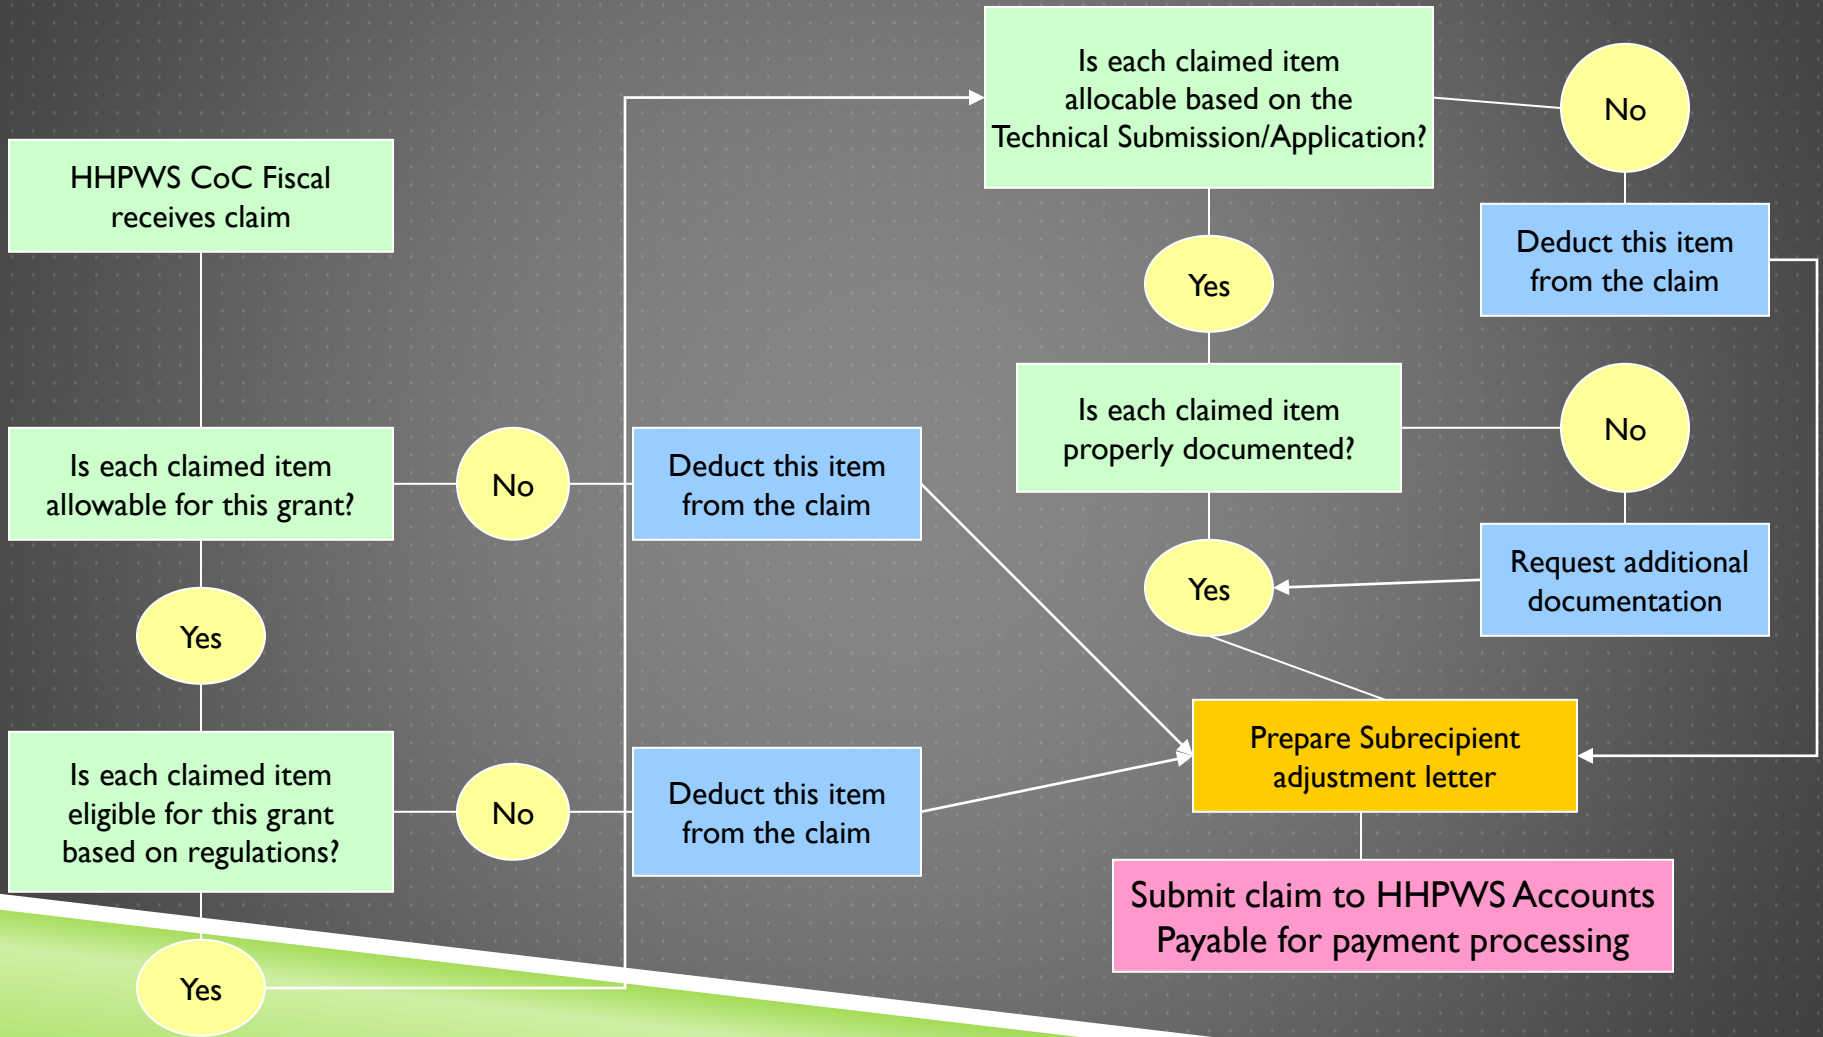 HHPWS CoC Fiscal
receives claim
Is each claimed item
allowable for this grant?
No
Deduct this item
from the claim
Yes
Is each claimed item
eligible for this grant
based on regulations?
No
Deduct this item
from the claim
Yes
Is each claimed item
allocable based on the
Technical Submission/Application?
No
Deduct this item
from the claim
Yes
Is each claimed item
properly documented?
No
Request additional
documentation
Yes
Prepare Subrecipient
adjustment letter
Submit claim to HHPWS Accounts
Payable for payment processing